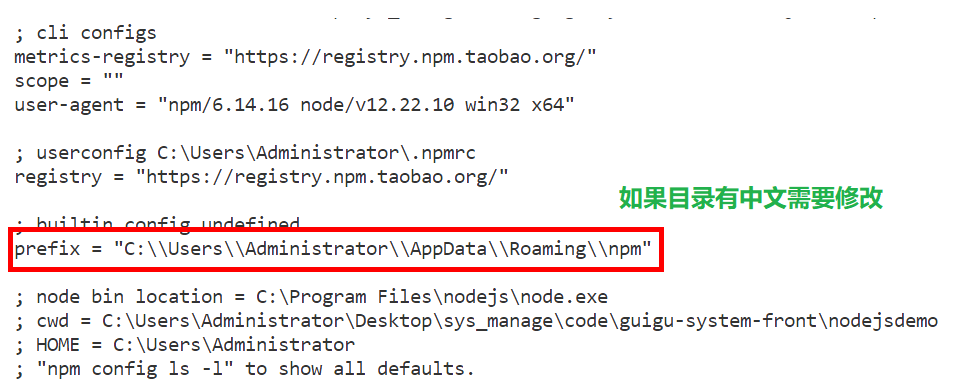 ; cli configs
metrics-registry = "https://registry.npm.taobao.org/"
scope = ""
user-agent = "npm/6.14.16 node/v12.22.10 win32 x64"
; userconfig C:\Users\Administrator\.npmrc
registry = "https://registry.npm.taobao.org/"
如果目录有中文需要修改
; builtin config undefined
prefix = "C:\\Users\\Administrator\\AppData\\Roaming\\npm"
; node bin location = C:\Program Files\nodejs\node.exe
; cwd = C:\Users\Administrator\Desktop\sys_manage\code\guigu-system-front\nodejsdemo
; HOME = C:\Users\Administrator
; "npm config ls -l" to show all defaults.